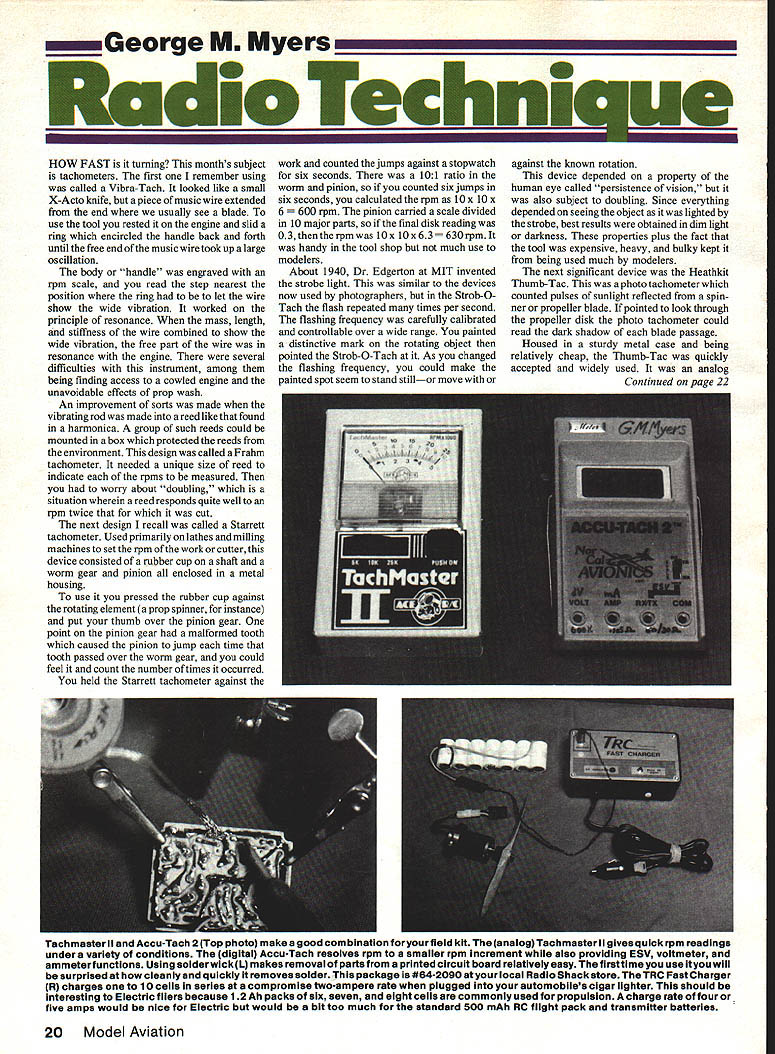 George M. Myers
Radio Technique
HOW FAST is it turning? This month's subject
is tachometers. The first one I remember using
was called a Vibra-Tach. It looked like a small
X-Acto knife, but a piece of music wire extended
from the end where we usually see a blade. To
use the tool you rested it on the engine and slid a
ring which encircled the handle back and forth
until the free end of the music wire took up a large
oscillation.
The body or "handle" was engraved with an
rpm scale, and you read the step nearest the
position where the ring had to be to let the wire
show the wide vibration. It worked on the
principle of resonance. When the mass, length,
and stiffness of the wire combined to show the
wide vibration, the free part of the wire was in
resonance with the engine. There were several
difficulties with this instrument, among them
being finding access to a cowled engine and the
unavoidable effects of prop wash.
An improvement of sorts was made when the
vibrating rod was made into a reed like that found
in a harmonica. A group of such reeds could be
mounted in a box which protected the reeds from
the environment. This design was called a Frahm
tachometer. It needed a unique size of reed to
indicate each of the rpms to be measured. Then
you had to worry about "doubling," which is a
situation wherein a reed responds quite well to an
rpm twice that for which it was cut.
The next design I recall was called a Starrett
tachometer. Used primarily on lathes and milling
machines to set the rpm of the work or cutter, this
device consisted of a rubber cup on a shaft and a
worm gear and pinion all enclosed in a metal
housing.
To use it you pressed the rubber cup against
the rotating element (a prop spinner, for instance)
and put your thumb over the pinion gear. One
point on the pinion gear had a malformed tooth
which caused the pinion to jump each time that
tooth passed over the worm gear, and you could
feel it and count the number of times it occurred.
You held the Starrett tachometer against the
work and counted the jumps against a stopwatch
for six seconds. There was a 10:1 ratio in the
worm and pinion, so if you counted six jumps in
six seconds, you calculated the rpm as 10 x 10 x
6 = 600 rpm. The pinion carried a scale divided
in 10 major parts, so if the final disk reading was
0.3, then the rpm was 10 x 10 x 6.3 = 630 rpm. It
was handy in the tool shop but not much use to
modelers.
About 1940, Dr. Edgerton at MIT invented
the strobe light. This was similar to the devices
now used by photographers, but in the Strob-O-
Tach the flash repeated many times per second.
The flashing frequency was carefully calibrated
and controllable over a wide range. You painted
a distinctive mark on the rotating object then
pointed the Strob-O-Tach at it. As you changed
the flashing frequency, you could make the
painted spot seem to stand still—or move with or
against the known rotation.
This device depended on a property of the
human eye called "persistence of vision," but it
was also subject to doubling. Since everything
depended on seeing the object as it was lighted by
the strobe, best results were obtained in dim light
or darkness. These properties plus the fact that
the tool was expensive, heavy, and bulky kept it
from being used much by modelers.
The next significant device was the Heathkit
Thumb-Tac. This was a photo tachometer which
counted pulses of sunlight reflected from a spin-
ner or propeller blade. If pointed to look through
the propeller disk the photo tachometer could
read the dark shadow of each blade passage.
Housed in a sturdy metal case and being
relatively cheap, the Thumb-Tac was quickly
accepted and widely used. It was an analog
Continued on page 22
TachMaster RPM x 1000
0 5 10 15 20 25
0 1 2 3 4 5
ACE R/C
5K 10K 25K PUSH ON
TachMaster
II
ACE R/C
Meter G.M.Myers
ACCU-TACH 2™
Nor
Cal
AVIONICS
ESV
dV mA
VOLT AMP RX/TX COM
TRC
FAST CHARGER
Tachmaster II and Accu-Tach 2 (Top photo) make a good combination for your field kit. The (analog) Tachmaster II gives quick rpm readings
under a variety of conditions. The (digital) Accu-Tach resolves rpm to a smaller rpm increment while also providing ESV, voltmeter, and
ammeter functions. Using solder wick (L) makes removal of parts from a printed circuit board relatively easy. The first time you use it you will
be surprised at how cleanly and quickly it removes solder. This package is #64-2090 at your local Radio Shack store. The TRC Fast Charger
(R) charges one to 10 cells in series at a compromise two-ampere rate when plugged into your automobile's cigar lighter. This should be
interesting to Electric fliers because 1.2 Ah packs of six, seven, and eight cells are commonly used for propulsion. A charge rate of four or
five amps would be nice for Electric but would be a bit too much for the standard 500 mAh RC flight pack and transmitter batteries.
20 Model Aviation